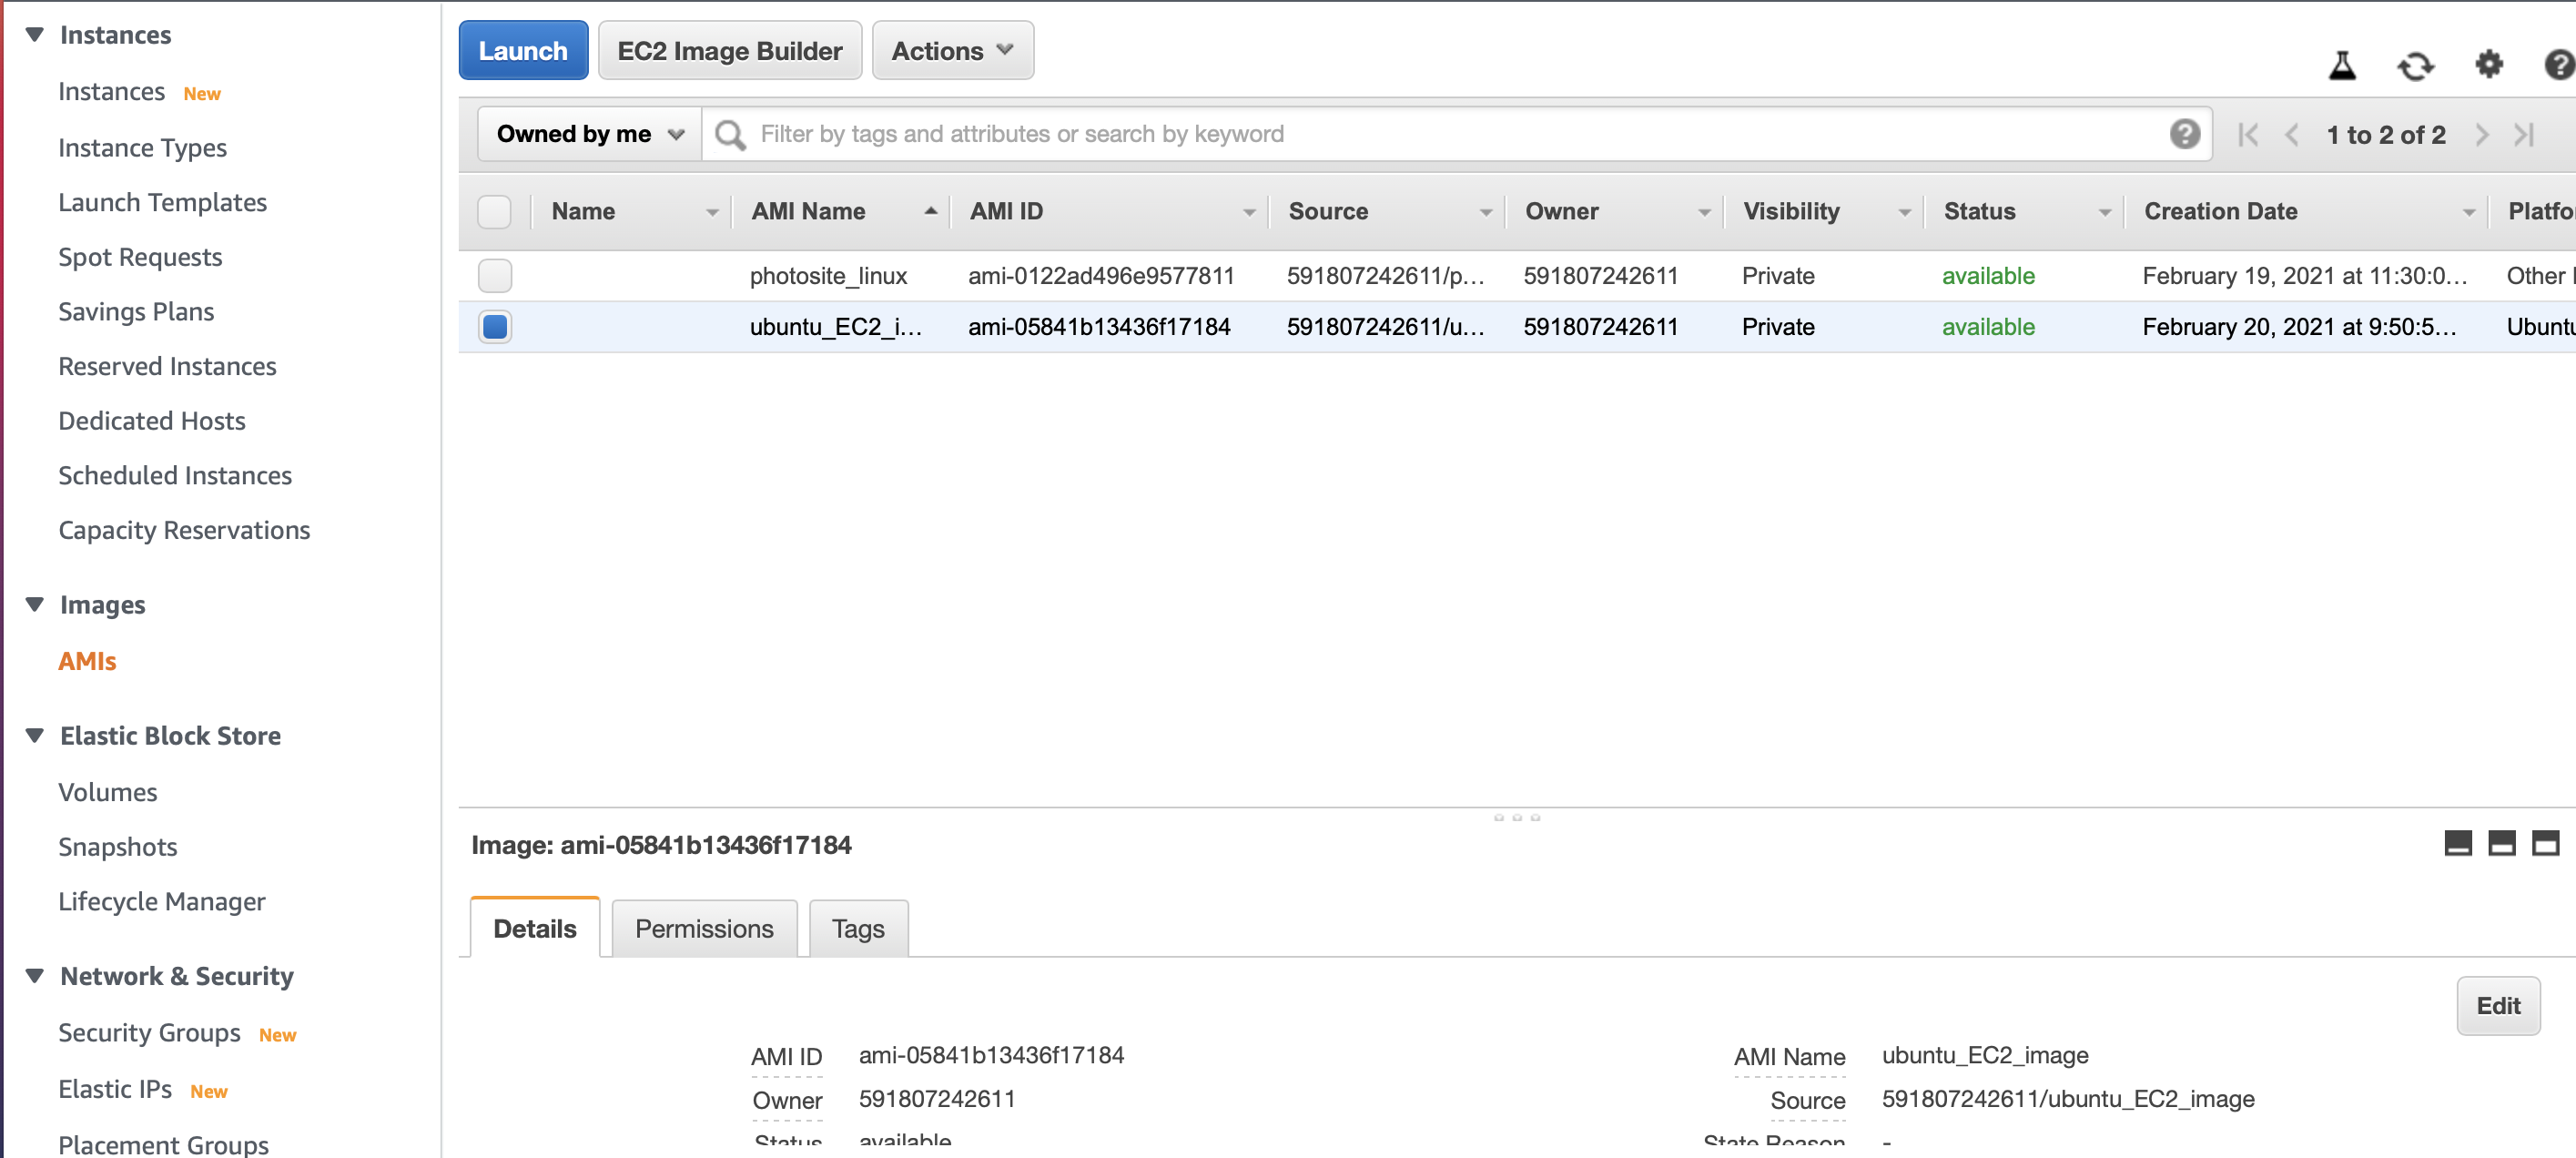 Instances
Instances New
Instance Types
Launch Templates
Spot Requests
Savings Plans
Reserved Instances
Dedicated Hosts
Scheduled Instances
Capacity Reservations
Images
AMIs
Elastic Block Store
Volumes
Snapshots
Lifecycle Manager
Network & Security
Security Groups New
Elastic IPs New
Placement Groups
Launch EC2 Image Builder Actions
Owned by me Filter by tags and attributes or search by keyword 1 to 2 of 2
Name AMI Name AMI ID Source Owner Visibility Status Creation Date Platfo
photosite_linux ami-0122ad496e9577811 591807242611/p... 591807242611 Private available February 19, 2021 at 11:30:0... Other
ubuntu_EC2_i... ami-05841b13436f17184 591807242611/u... 591807242611 Private available February 20, 2021 at 9:50:5... Ubuntu
Image: ami-05841b13436f17184
Details Permissions Tags
Edit
AMI ID ami-05841b13436f17184 AMI Name ubuntu_EC2_image
Owner 591807242611 Source 591807242611/ubuntu_EC2_image
Status available State Reason -